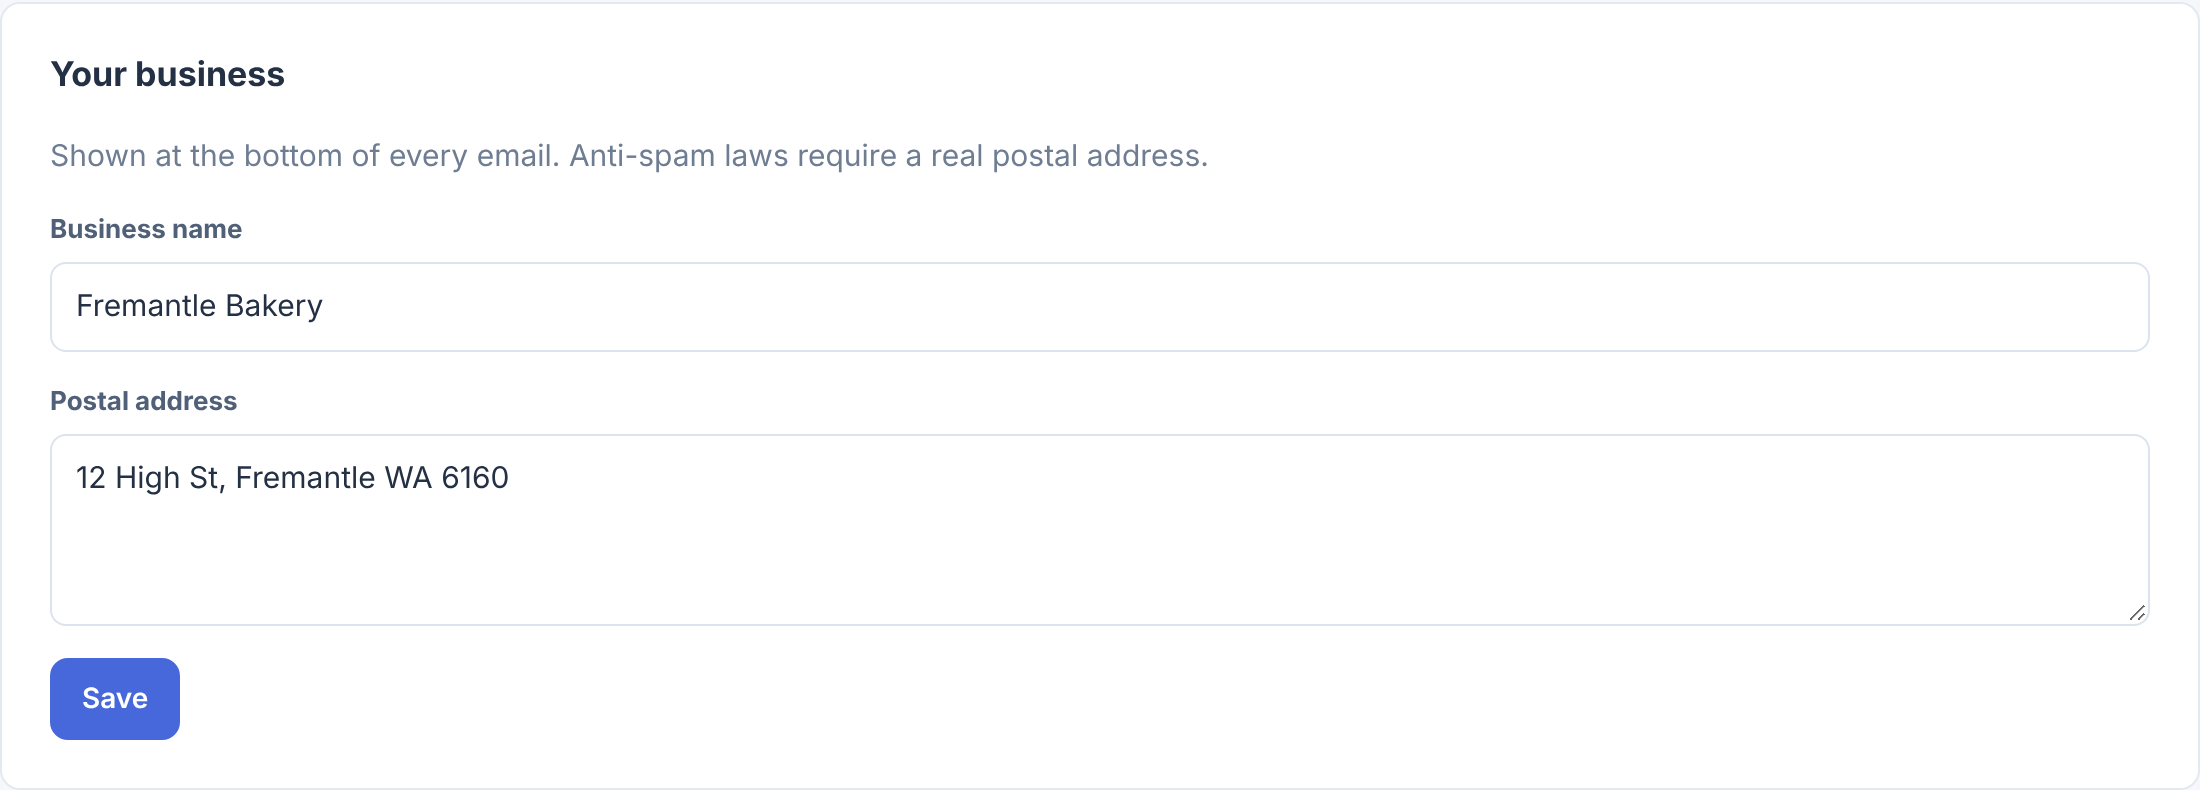 Your business
Shown at the bottom of every email. Anti-spam laws require a real postal address.
Business name
Fremantle Bakery
Postal address
12 High St, Fremantle WA 6160
Save